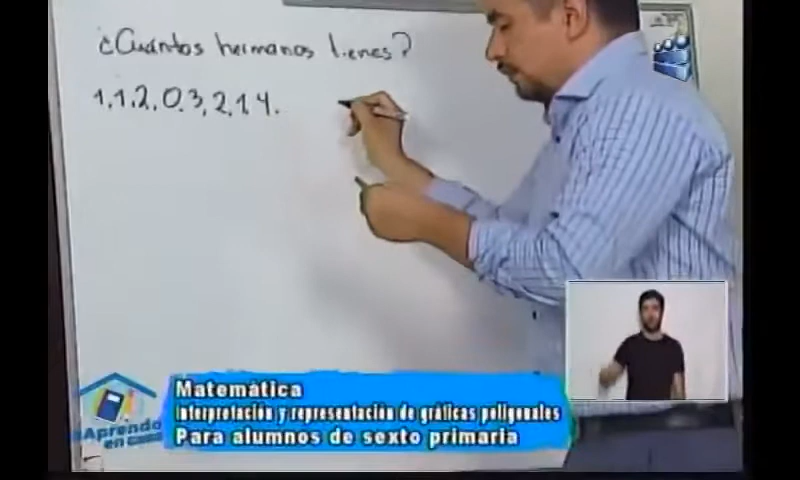 ¿Cuántos hermanos tienes?
1,1,2,0,3,2,1,4.
Matemática
Interpretación y representación de gráficas poligonales
Para alumnos de sexto primaria
Aprendo
en casa